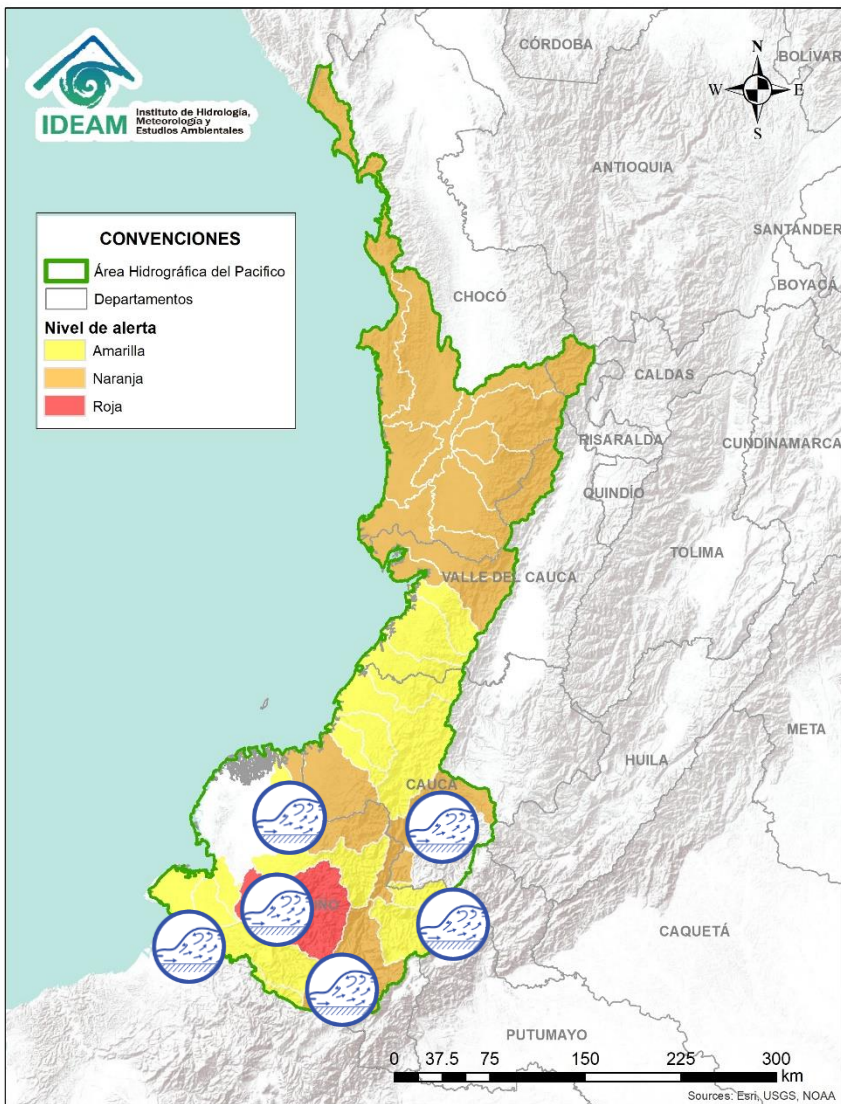 IDEAM
Instituto de Hidrología,
Meteorología y
Estudios Ambientales
CÓRDOBA
BOLÍVAR
N
W
E
S
ANTIOQUIA
SANTANDER
BOYACÁ
CONVENCIONES
Área Hidrográfica del Pacifico
Departamentos
Nivel de alerta
Amarilla
Naranja
Roja
CHOCÓ
CALDAS
RISARALDA
CUNDINAMARCA
QUINDÍO
TOLIMA
VALLE DEL CAUCA
META
HUILA
CAUCA
CAQUETÁ
PUTUMAYO
0 37.5 75 150 225 300
km
Sources: Esri, USGS, NOAA